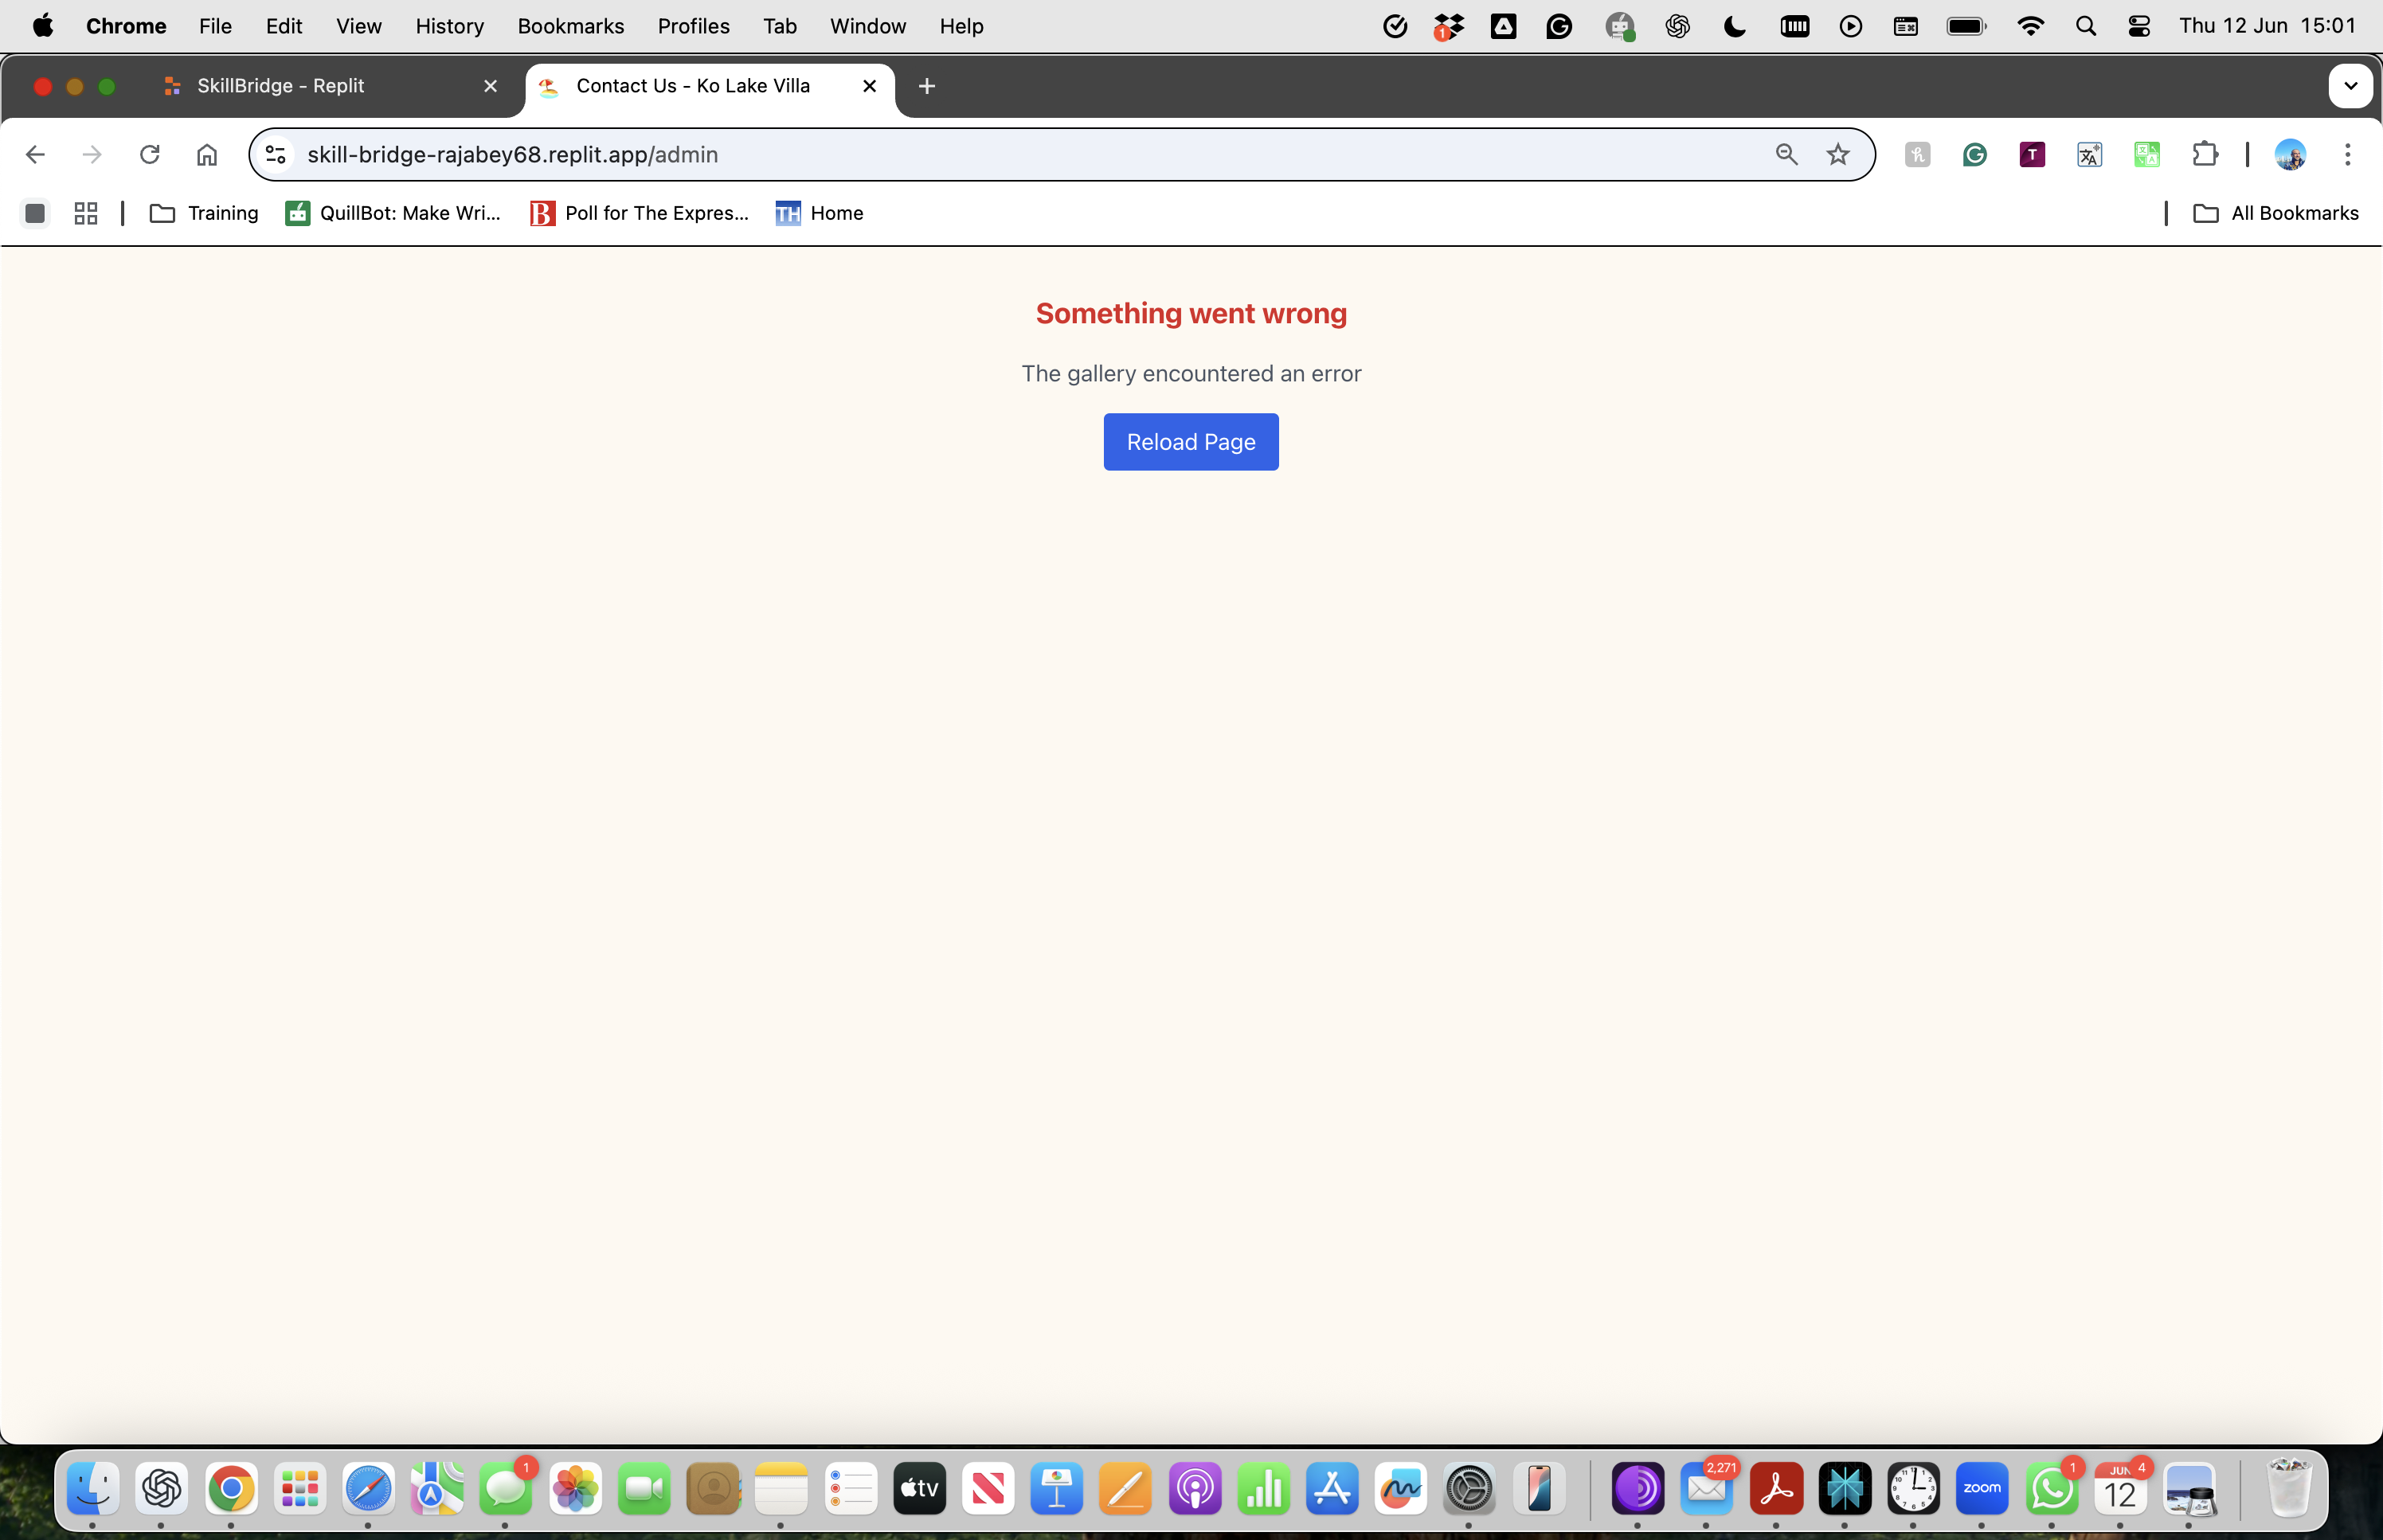 Chrome File Edit View History Bookmarks Profiles Tab Window Help 1 Thu 12 Jun 15:01
SkillBridge - Replit Contact Us - Ko Lake Villa
skill-bridge-rajabey68.replit.app/admin
Training QuillBot: Make Wri... B Poll for The Expres... TH Home All Bookmarks
Something went wrong
The gallery encountered an error
Reload Page
1 2,271 1 4
tv zoom JUN
12